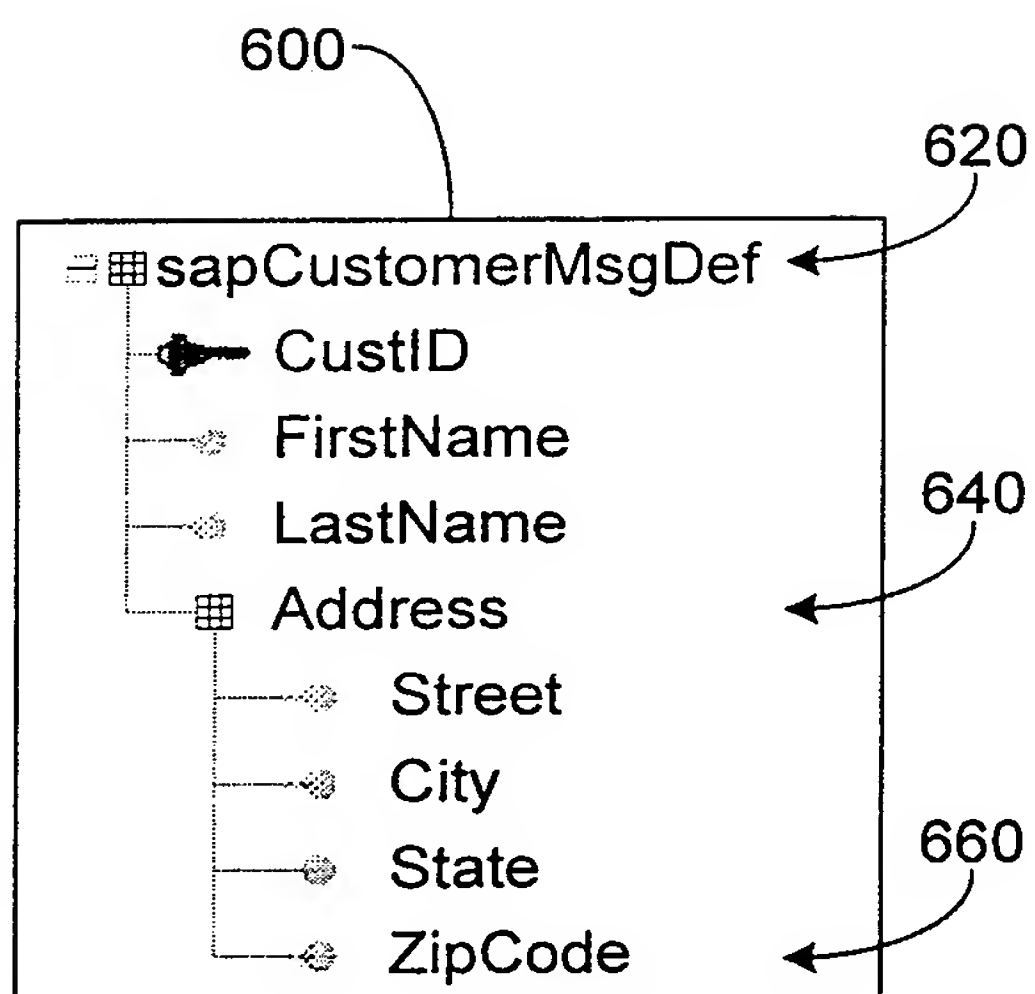 600
620
sapCustomerMsgDef
CustID
FirstName
640
LastName
Address
Street
City
660
State
ZipCode